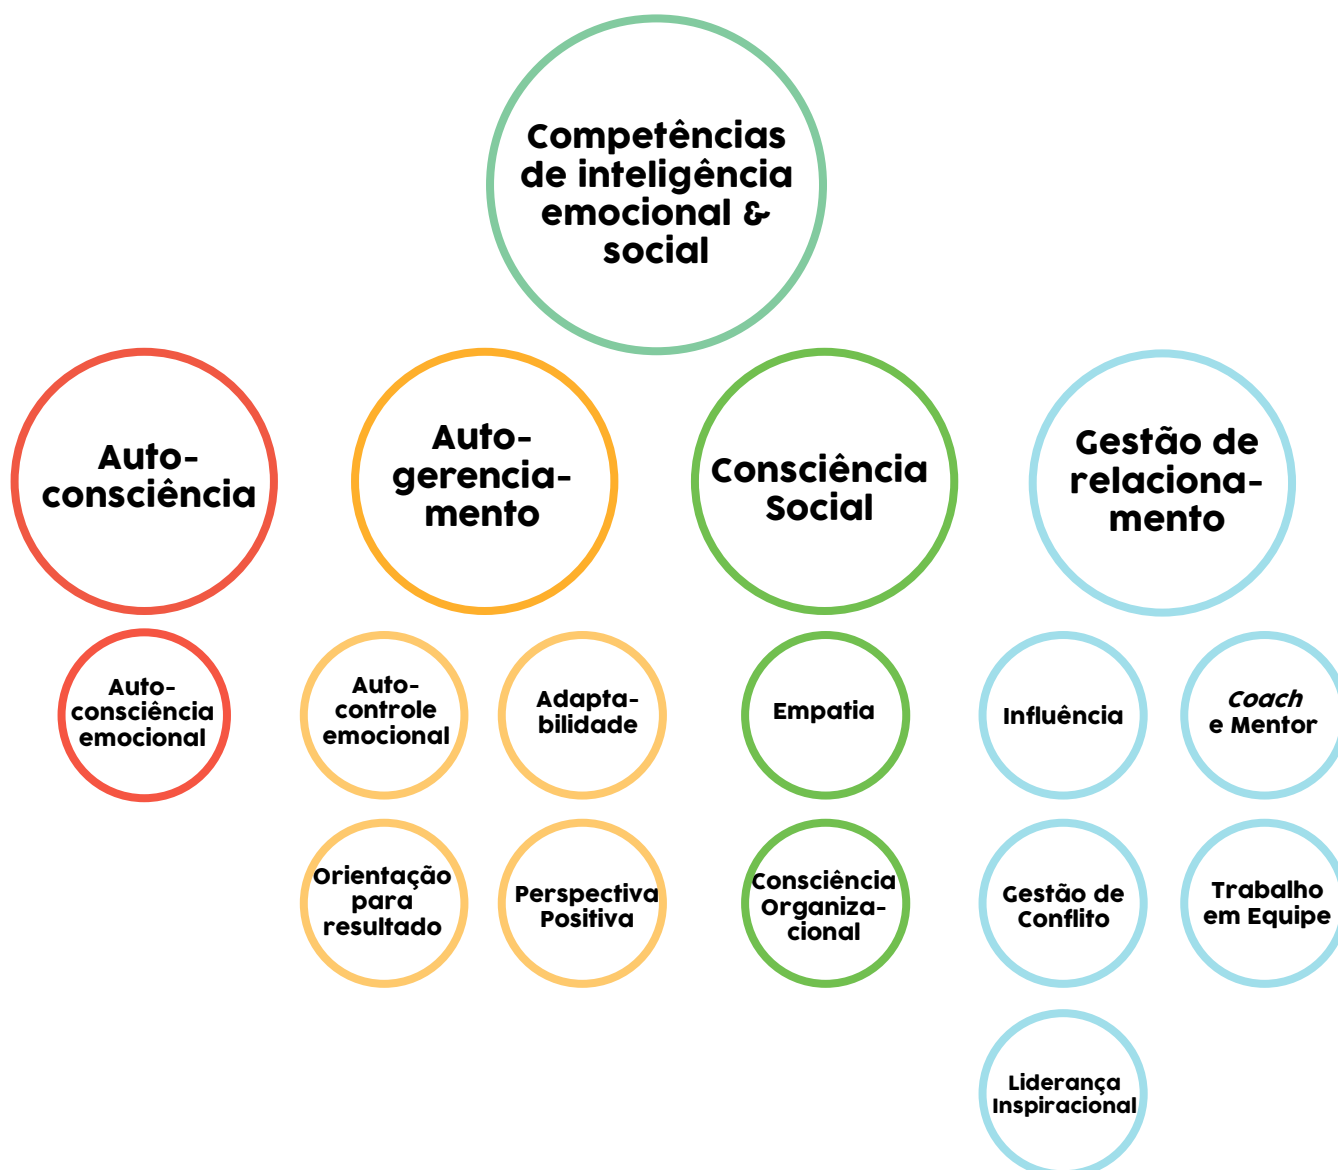 Competências
de inteligência
emocional &
social
Auto-
consciência
Auto-
gerencia-
mento
Consciência
Social
Gestão de
relaciona-
mento
Auto-
consciência
emocional
Auto-
controle
emocional
Adapta-
bilidade
Empatia
Influência
Coach
e Mentor
Orientação
para
resultado
Perspectiva
Positiva
Consciência
Organiza-
cional
Gestão de
Conflito
Trabalho
em Equipe
Liderança
Inspiracional